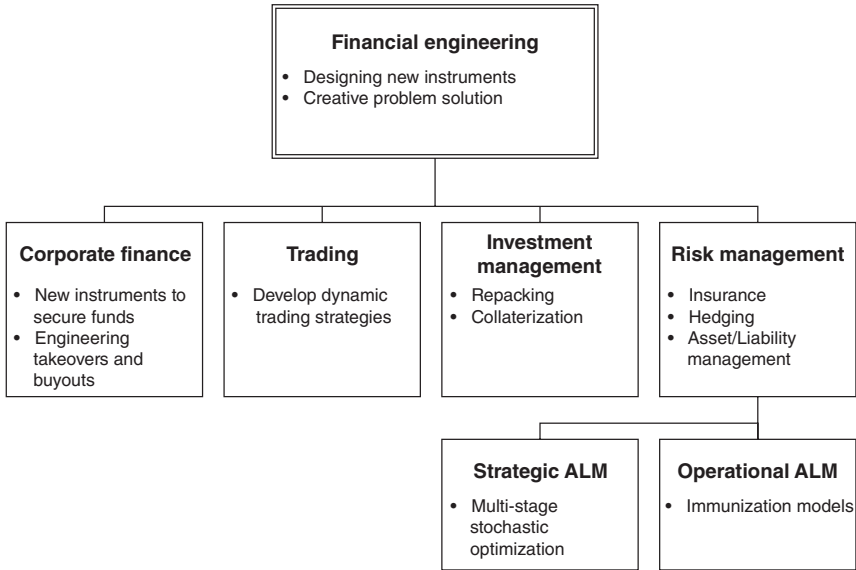 Financial engineering
• Designing new instruments
• Creative problem solution
Corporate finance
• New instruments to
secure funds
• Engineering
takeovers and
buyouts
Trading
• Develop dynamic
trading strategies
Investment
management
• Repacking
• Collaterization
Risk management
• Insurance
• Hedging
• Asset/Liability
management
Strategic ALM
• Multi-stage
stochastic
optimization
Operational ALM
• Immunization models